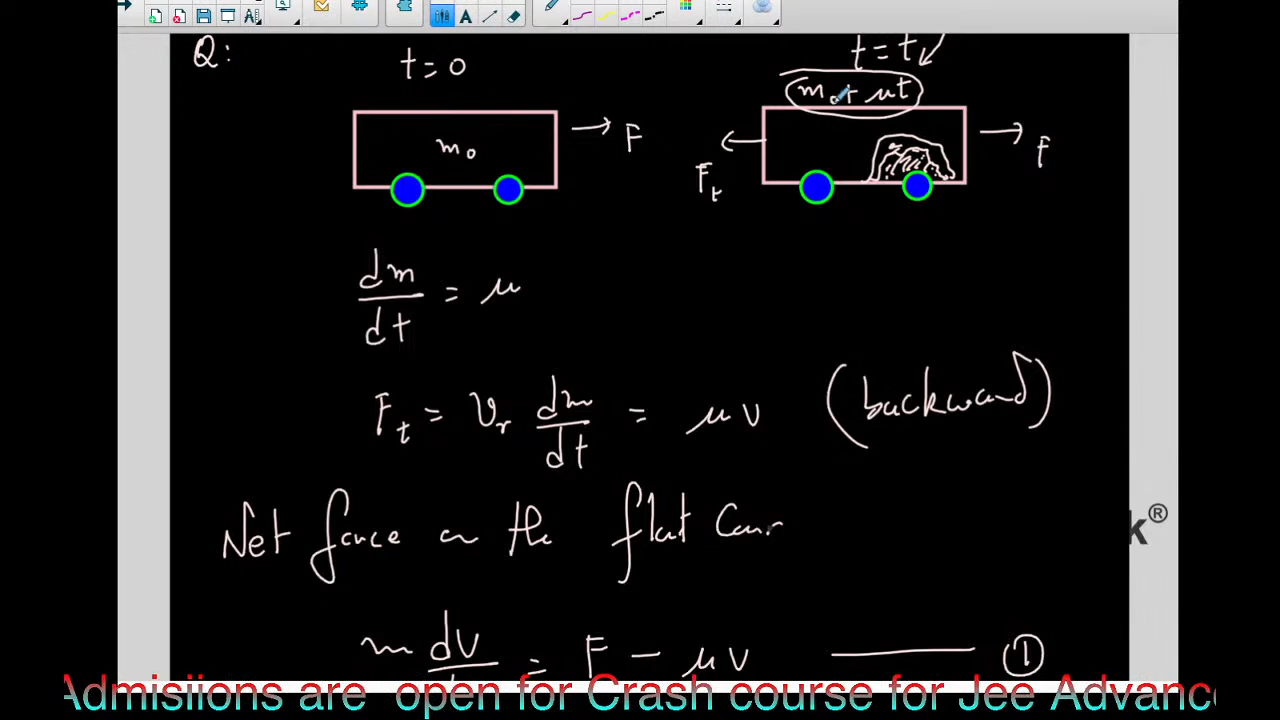 Q:
t = 0
t = t
m₀ + μt
m₀
F
Fₜ
F
dm/dt = μ
Fₜ = vᵣ dm/dt = μv (backward)
k®
Net force on the flat Car
m dv/dt = F – μv ——— ①
Admisiions are open for Crash course for Jee Advanc